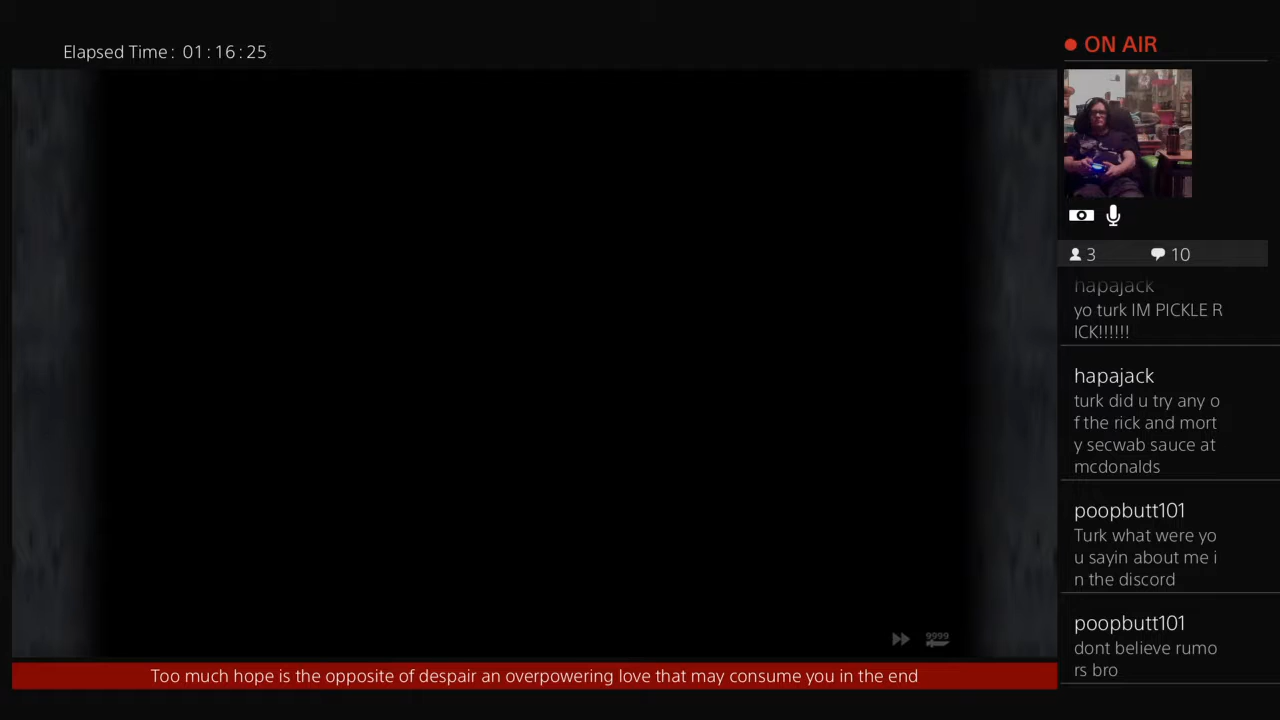 Elapsed Time: 01:16:25
ON AIR
3 10
hapajack
yo turk IM PICKLE R
ICK!!!!!!
hapajack
turk did u try any o
f the rick and mort
y secwab sauce at
mcdonalds
poopbutt101
Turk what were yo
u sayin about me i
n the discord
poopbutt101
dont believe rumo
rs bro
9999
Too much hope is the opposite of despair an overpowering love that may consume you in the end